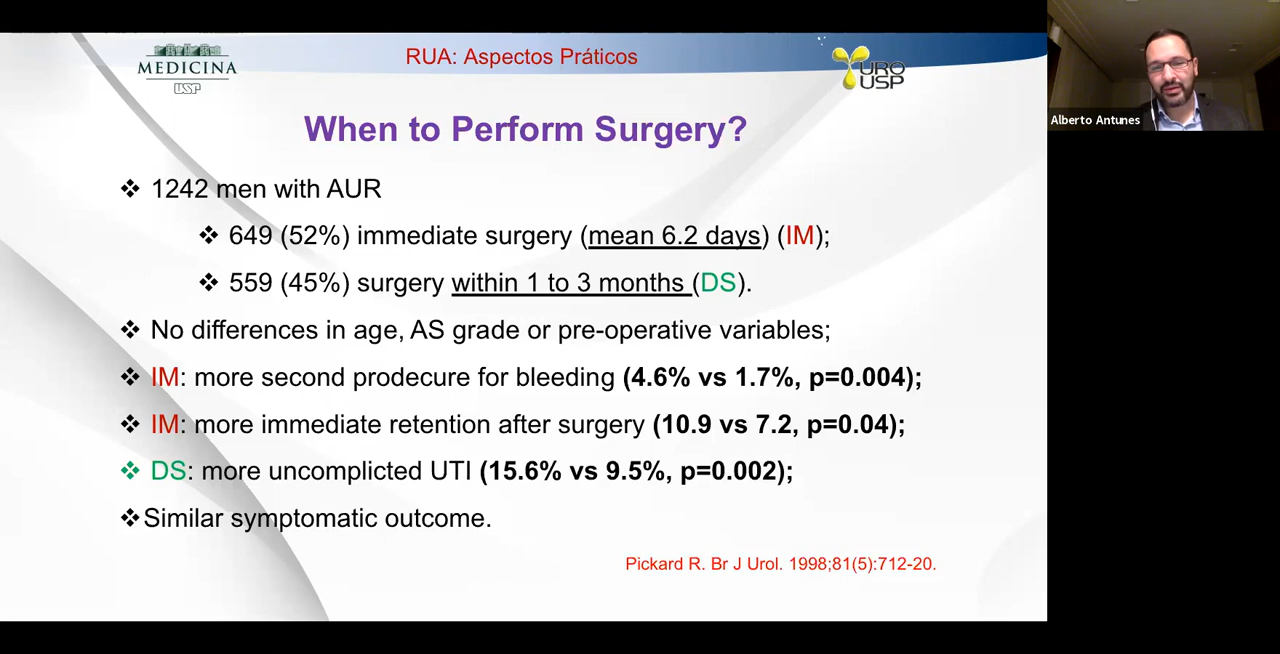 RUA: Aspectos Práticos
MEDICINA
USP
URO
USP
Alberto Antunes
When to Perform Surgery?
❖ 1242 men with AUR
❖ 649 (52%) immediate surgery (mean 6.2 days) (IM);
❖ 559 (45%) surgery within 1 to 3 months (DS).
❖ No differences in age, AS grade or pre-operative variables;
❖ IM: more second prodecure for bleeding (4.6% vs 1.7%, p=0.004);
❖ IM: more immediate retention after surgery (10.9 vs 7.2, p=0.04);
❖ DS: more uncomplicted UTI (15.6% vs 9.5%, p=0.002);
❖Similar symptomatic outcome.
Pickard R. Br J Urol. 1998;81(5):712-20.